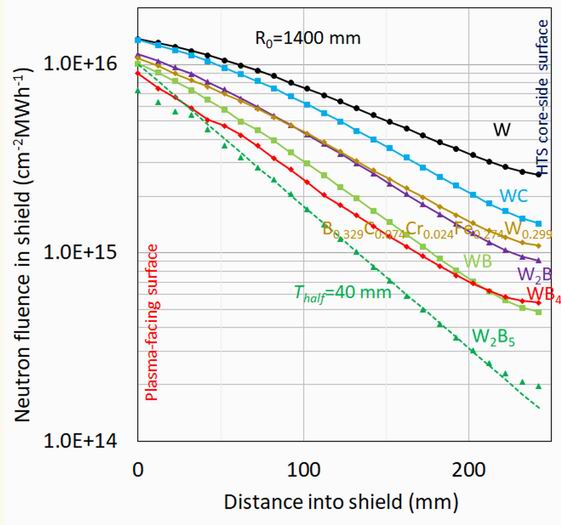 R₀=1400 mm
1.0E+16
HTS core-side surface
W
WC
Neutron fluence in shield (cm⁻²MWh⁻¹)
B₀.₃₂₉C₀.₀₇₄Cr₀.₀₂₄Fe₀.₂₇₄W₀.₂₉₉
1.0E+15
WB
W₂B
WB₄
Plasma-facing surface
T_half=40 mm
W₂B₅
1.0E+14
0 100 200
Distance into shield (mm)